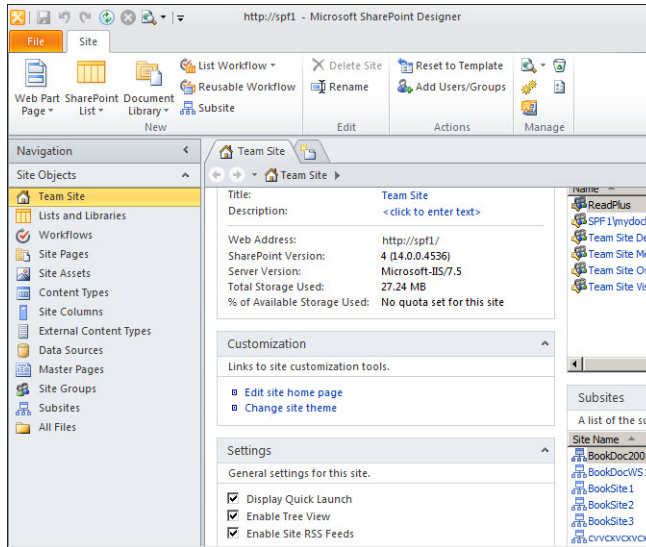 http://spf1 - Microsoft SharePoint Designer
File Site
List Workflow
Reusable Workflow
Subsite
Web Part Page
SharePoint List
Document Library
New
Delete Site
Rename
Edit
Reset to Template
Add Users/Groups
Actions
Manage
Navigation
Site Objects
Team Site
Lists and Libraries
Workflows
Site Pages
Site Assets
Content Types
Site Columns
External Content Types
Data Sources
Master Pages
Site Groups
Subsites
All Files
Team Site
Team Site
Title: Team Site
Description: <click to enter text>
Web Address: http://spf1/
SharePoint Version: 4 (14.0.0.4536)
Server Version: Microsoft-IIS/7.5
Total Storage Used: 27.24 MB
% of Available Storage Used: No quota set for this site
Customization
Links to site customization tools.
Edit site home page
Change site theme
Settings
General settings for this site.
Display Quick Launch
Enable Tree View
Enable Site RSS Feeds
Name
ReadPlus
SPF1\mydoc
Team Site De
Team Site Me
Team Site Ow
Team Site Vis
Subsites
A list of the su
Site Name
BookDoc200
BookDocWS1
BookSite1
BookSite2
BookSite3